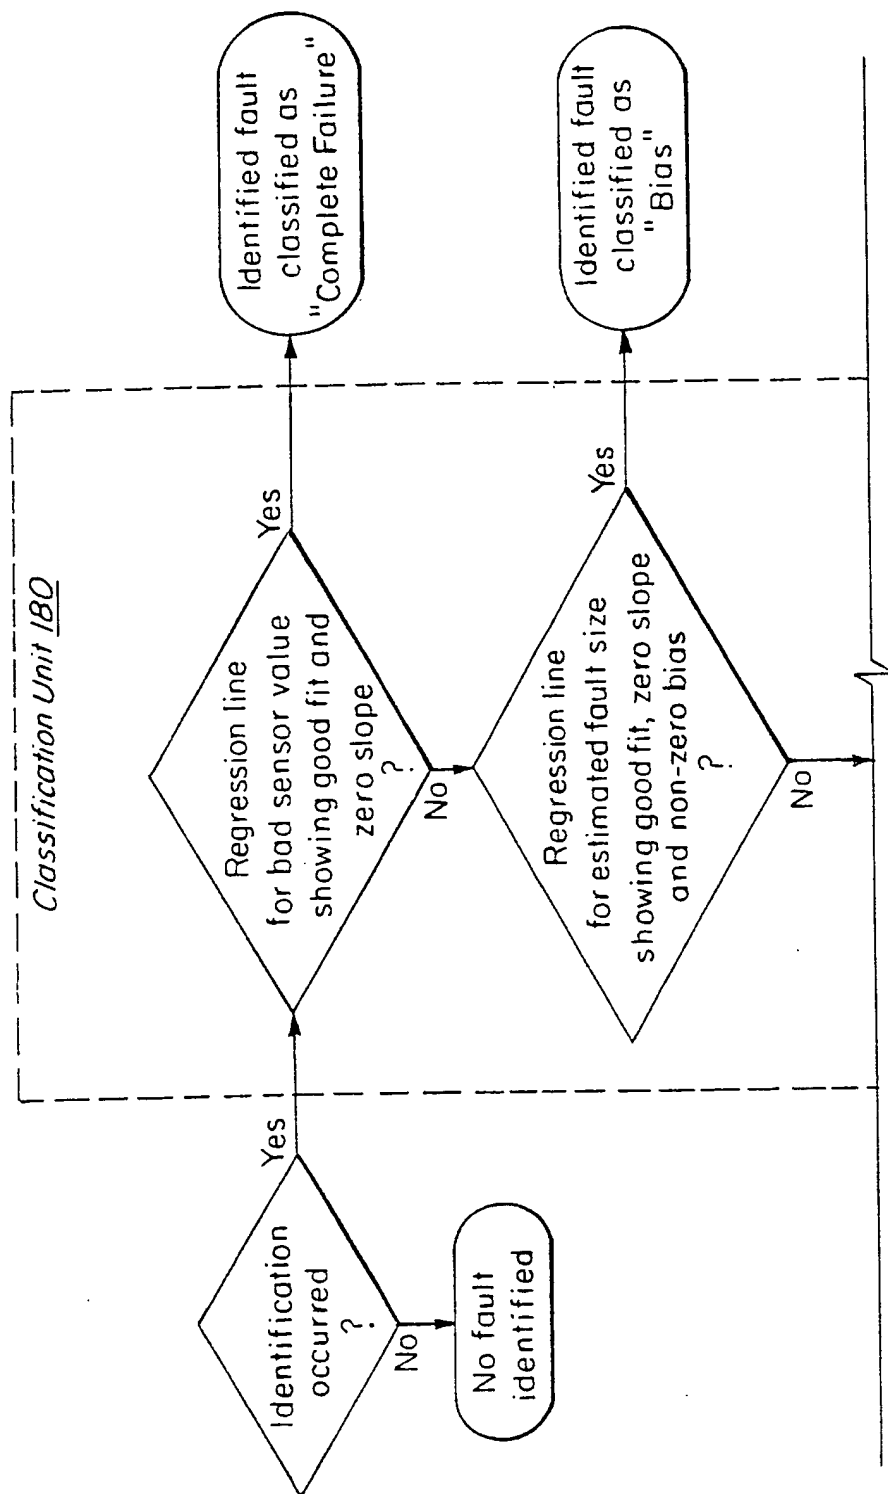 Classification Unit 180
Identification
occurred
?
Yes
No
No fault
identified
Regression line
for bad sensor value
showing good fit and
zero slope
?
Yes
No
Identified fault
classified as
"Complete Failure"
Regression line
for estimated fault size
showing good fit, zero slope
and non-zero bias
?
Yes
No
Identified fault
classified as
"Bias"